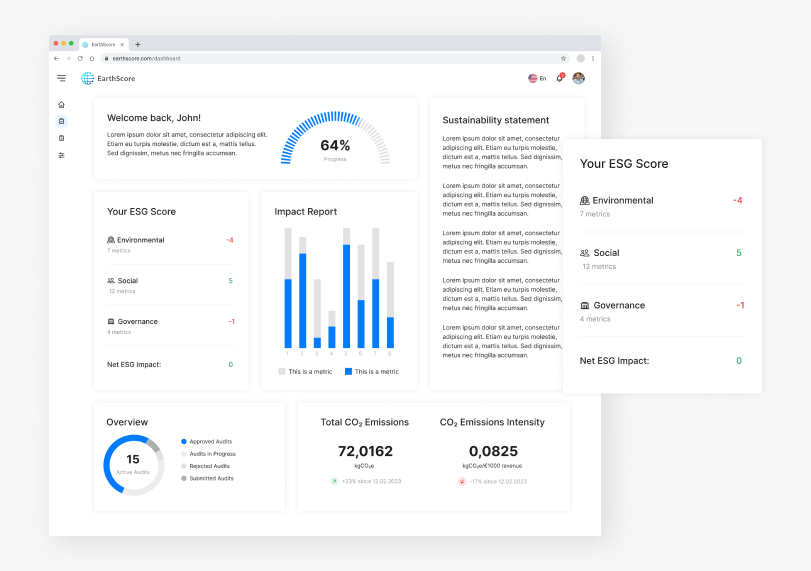 EarthScore
earthscore.com/dashboard
EarthScore
En
Welcome back, John!
Lorem ipsum dolor sit amet, consectetur adipiscing elit.
Etiam eu turpis molestie, dictum est a, mattis tellus.
Sed dignissim, metus nec fringilla accumsan.
64%
Progress
Your ESG Score
Environmental
-4
7 metrics
Social
5
12 metrics
Governance
-1
4 metrics
Net ESG Impact:
0
Impact Report
1 2 3 4 5 6 7 8
This is a metric
This is a metric
Sustainability statement
Lorem ipsum dolor sit amet, consectetur
adipiscing elit. Etiam eu turpis molestie,
dictum est a, mattis tellus. Sed dignissim,
metus nec fringilla accumsan.
Lorem ipsum dolor sit amet, consectetur
adipiscing elit. Etiam eu turpis molestie,
dictum est a, mattis tellus. Sed dignissim,
metus nec fringilla accumsan.
Lorem ipsum dolor sit amet, consectetur
adipiscing elit. Etiam eu turpis molestie,
dictum est a, mattis tellus. Sed dignissim,
metus nec fringilla accumsan.
Lorem ipsum dolor sit amet, consectetur
adipiscing elit. Etiam eu turpis molestie,
dictum est a, mattis tellus. Sed dignissim,
metus nec fringilla accumsan.
Lorem ipsum dolor sit amet, consectetur
adipiscing elit. Etiam eu turpis molestie,
dictum est a, mattis tellus. Sed dignissim,
metus nec fringilla accumsan.
Your ESG Score
Environmental
-4
7 metrics
Social
5
12 metrics
Governance
-1
4 metrics
Net ESG Impact:
0
Overview
15
Active Audits
Approved Audits
Audits in Progress
Rejected Audits
Submitted Audits
Total CO₂ Emissions
72,0162
kgCO₂e
+23% since 12.02.2023
CO₂ Emissions Intensity
0,0825
kgCO₂e/€1000 revenue
-17% since 12.02.2023